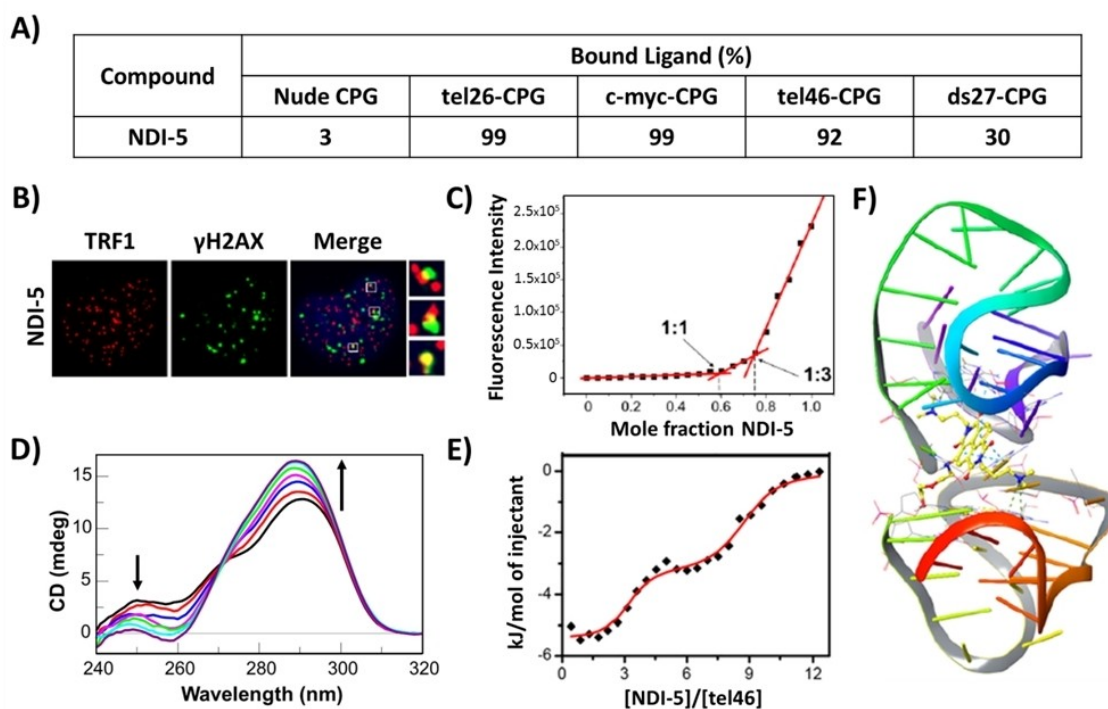 A)
Compound
Bound Ligand (%)
Nude CPG tel26-CPG c-myc-CPG tel46-CPG ds27-CPG
NDI-5 3 99 99 92 30
B)
TRF1 γH2AX Merge
NDI-5
C)
Fluorescence Intensity
2.5x10⁵
2.0x10⁵
1.5x10⁵
1.0x10⁵
0.5x10⁵
0
1:1
1:3
0 0.2 0.4 0.6 0.8 1.0
Mole fraction NDI-5
D)
CD (mdeg)
15
10
5
0
240 260 280 300 320
Wavelength (nm)
E)
kJ/mol of injectant
0
-2
-4
-6
0 3 6 9 12
[NDI-5]/[tel46]
F)